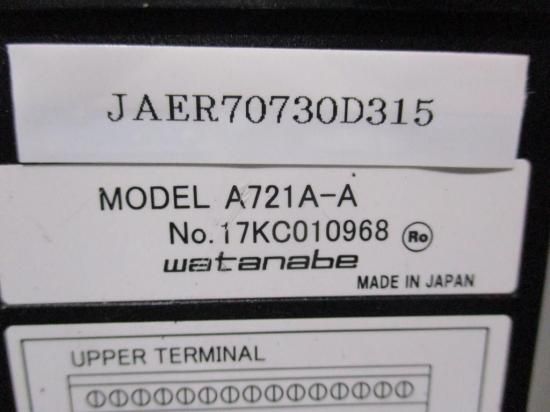 JAER70730D315
MODEL A721A-A
No.17KC010968 Ro
watanabe
MADE IN JAPAN
UPPER TERMINAL